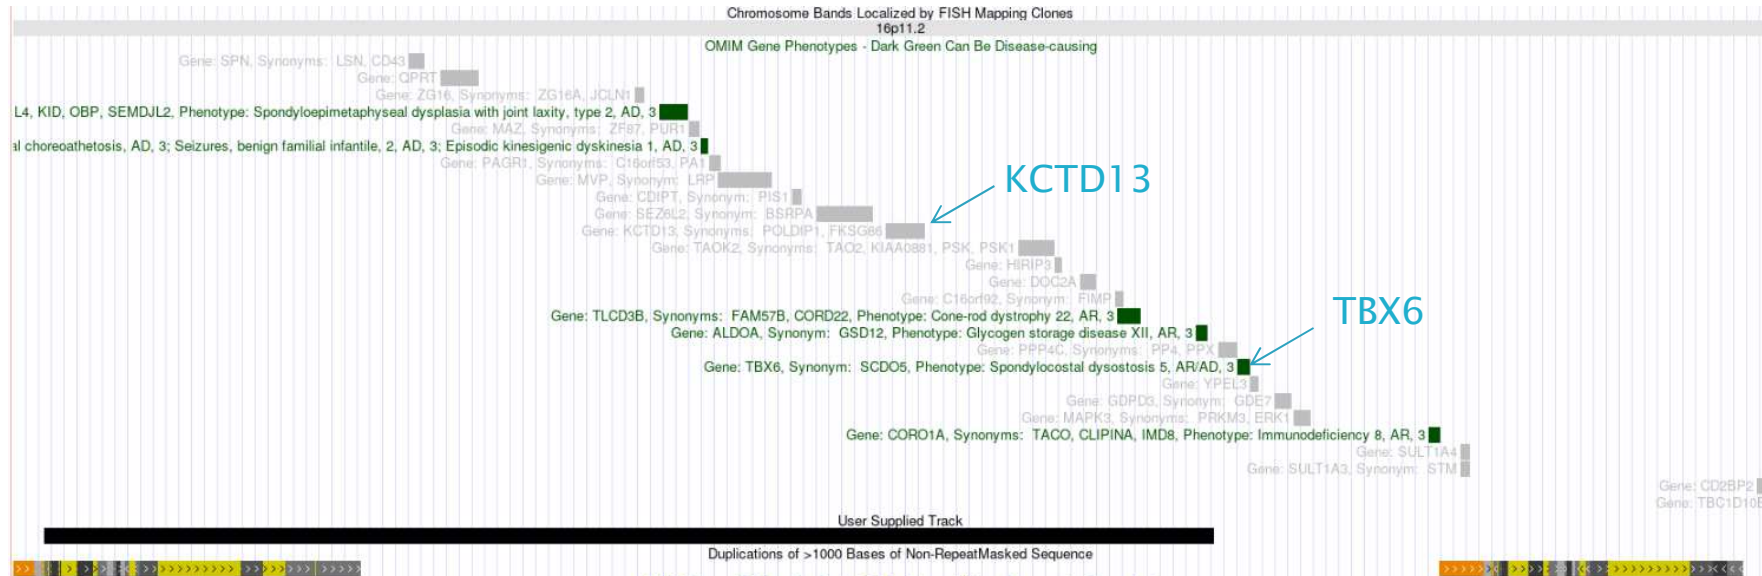 Chromosome Bands Localized by FISH Mapping Clones
16p11.2
OMIM Gene Phenotypes - Dark Green Can Be Disease-causing
Gene: SPN, Synonyms: LSN, CD43
Gene: QPRT
Gene: ZG16, Synonyms: ZG16A, JCLN1
L4, KID, OBP, SEMDJL2, Phenotype: Spondyloepimetaphyseal dysplasia with joint laxity, type 2, AD, 3
Gene: MAZ, Synonyms: ZF87, PUR1
al choreoathetosis, AD, 3; Seizures, benign familial infantile, 2, AD, 3; Episodic kinesigenic dyskinesia 1, AD, 3
Gene: PAGR1, Synonyms: C16orf53, PA1
KCTD13
Gene: MVP, Synonym: LRP
Gene: CDIPT, Synonym: PIS1
Gene: SEZ6L2, Synonym: BSRPA
Gene: KCTD13, Synonyms: POLDIP1, FKSG86
Gene: TAOK2, Synonyms: TAO2, KIAA0881, PSK, PSK1
Gene: HIRIP3
Gene: DOC2A
Gene: C16orf92, Synonym: FIMP
TBX6
Gene: TLCD3B, Synonyms: FAM57B, CORD22, Phenotype: Cone-rod dystrophy 22, AR, 3
Gene: ALDOA, Synonym: GSD12, Phenotype: Glycogen storage disease XII, AR, 3
Gene: PPP4C, Synonyms: PP4, PPX
Gene: TBX6, Synonym: SCDO5, Phenotype: Spondylocostal dysostosis 5, AR/AD, 3
Gene: YPEL3
Gene: GDPD3, Synonym: GDE7
Gene: MAPK3, Synonyms: PRKM3, ERK1
Gene: CORO1A, Synonyms: TACO, CLIPINA, IMD8, Phenotype: Immunodeficiency 8, AR, 3
Gene: SULT1A4
Gene: SULT1A3, Synonym: STM
Gene: CD2BP2
Gene: TBC1D10B
User Supplied Track
Duplications of >1000 Bases of Non-RepeatMasked Sequence